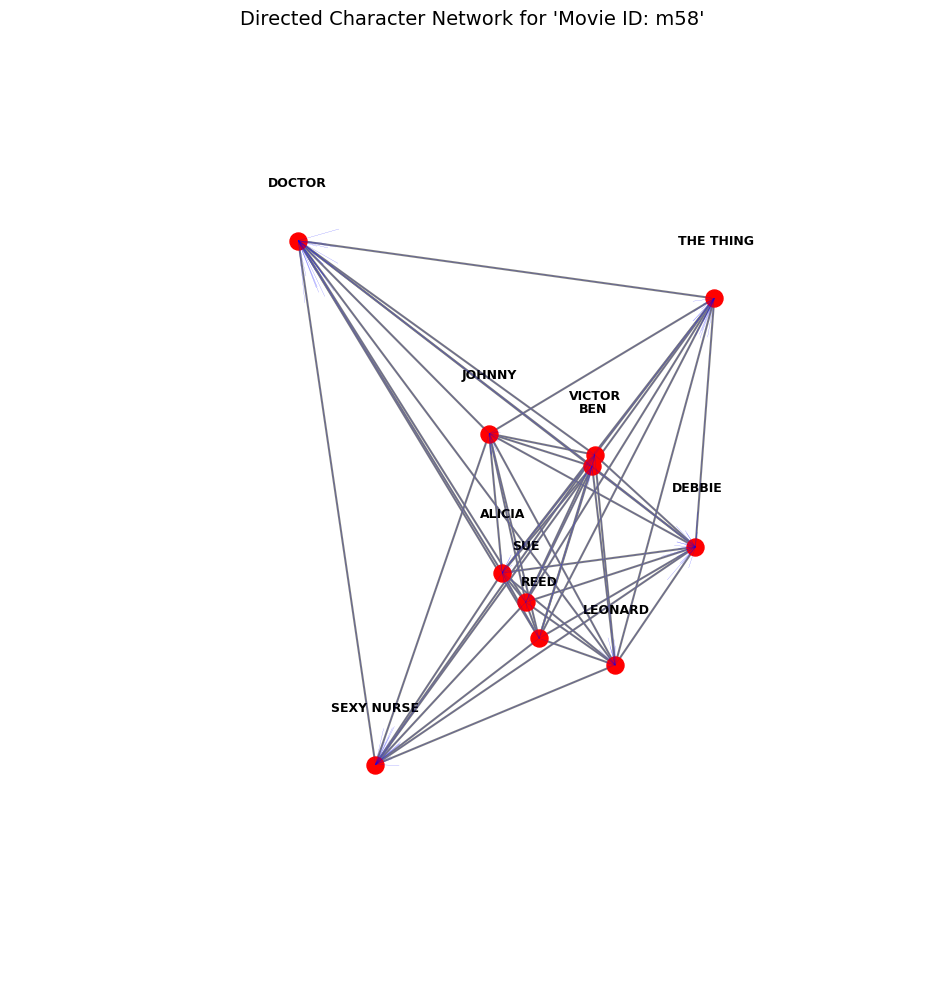 Directed Character Network for 'Movie ID: m58'
DOCTOR
THE THING
JOHNNY
VICTOR
BEN
DEBBIE
ALICIA
SUE
REED
LEONARD
SEXY NURSE